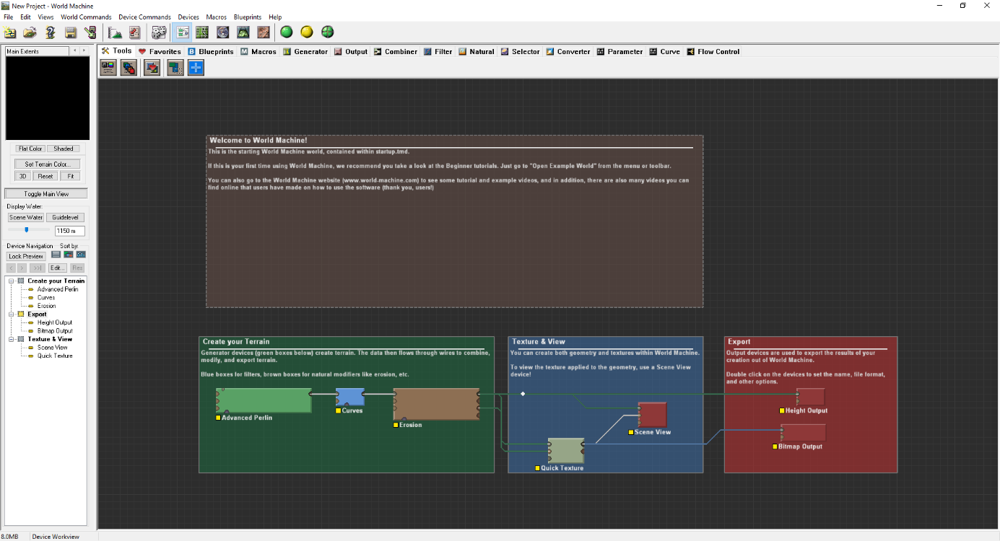 New Project - World Machine
File Edit Views World Commands Device Commands Devices Macros Blueprints Help
Main Extents
Tools Favorites Blueprints Macros Generator Output Combiner Filter Natural Selector Converter Parameter Curve Flow Control
Flat Color Shaded
Set Terrain Color...
3D Reset Fit
Toggle Main View
Display Water:
Scene Water Guidelevel
1150 m
Device Navigation Sort by:
Lock Preview
< > >>| Edit... Res
Create your Terrain
Advanced Perlin
Curves
Erosion
Export
Height Output
Bitmap Output
Texture & View
Scene View
Quick Texture
Welcome to World Machine!
This is the starting World Machine world, contained within startup.tmd.
If this is your first time using World Machine, we recommend you take a look at the Beginner tutorials. Just go to "Open Example World" from the menu or toolbar.
You can also go to the World Machine website (www.world-machine.com) to see some tutorial and example videos, and in addition, there are also many videos you can
find online that users have made on how to use the software (thank you, users!)
Create your Terrain
Generator devices (green boxes below) create terrain. The data then flows through wires to combine,
modify, and export terrain.
Blue boxes for filters, brown boxes for natural modifiers like erosion, etc.
Advanced Perlin
Curves
Erosion
Texture & View
You can create both geometry and textures within World Machine.
To view the texture applied to the geometry, use a Scene View
device!
Scene View
Quick Texture
Export
Output devices are used to export the results of your
creation out of World Machine.
Double click on the devices to set the name, file format,
and other options.
Height Output
Bitmap Output
8.0MB Device Workview